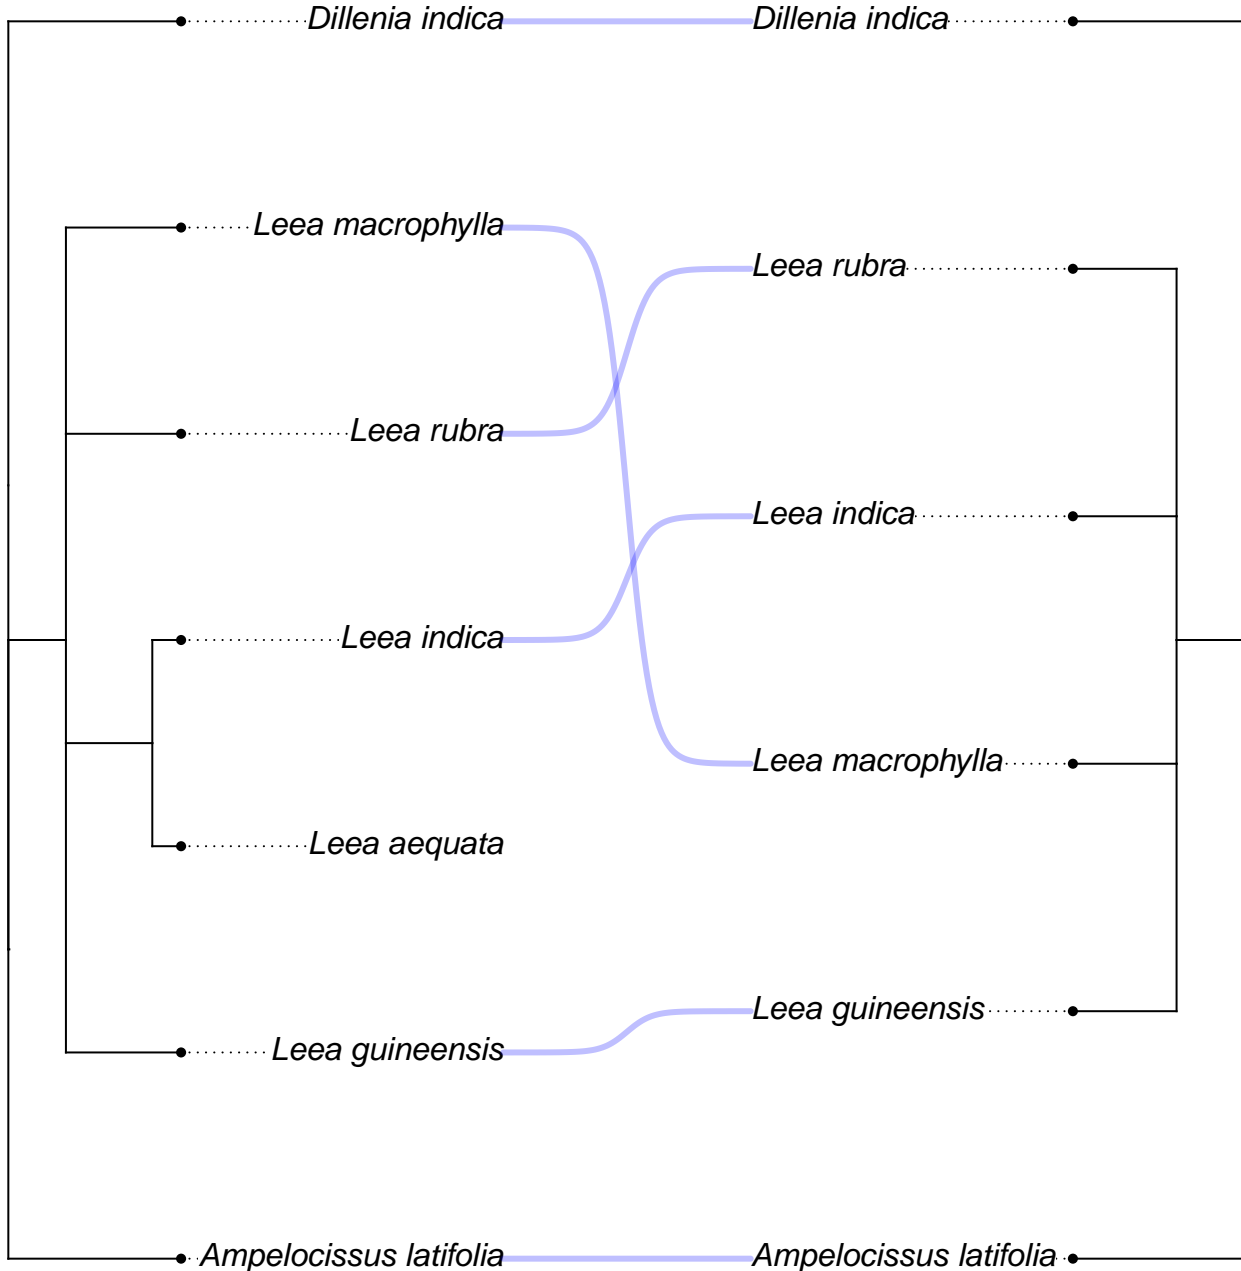 Dillenia indica Dillenia indica
Leea macrophylla
Leea rubra
Leea rubra
Leea indica
Leea indica
Leea macrophylla
Leea aequata
Leea guineensis
Leea guineensis
Ampelocissus latifolia Ampelocissus latifolia